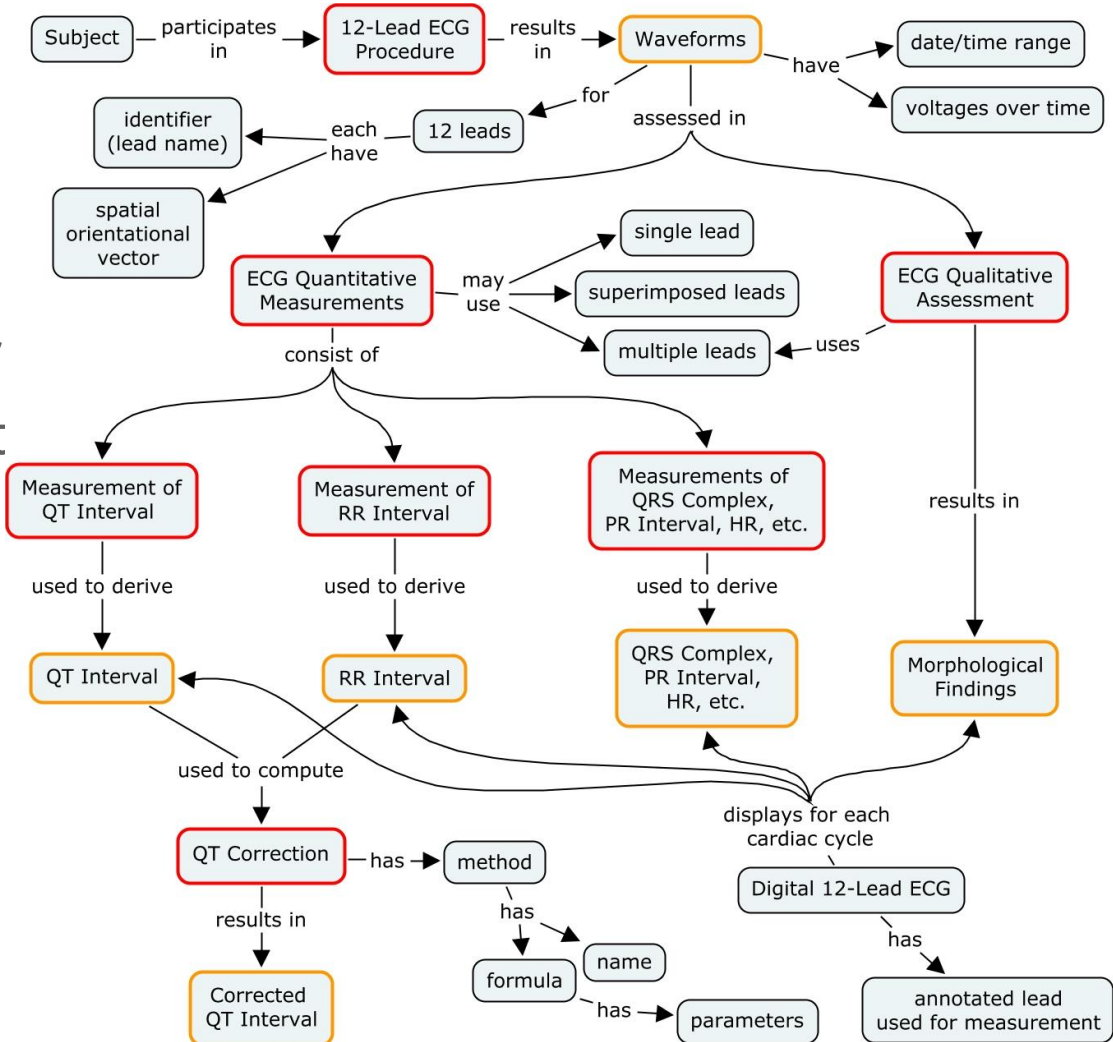 Subject
participates
in
12-Lead ECG
Procedure
results
in
Waveforms
have
date/time range
voltages over time
for
12 leads
each
have
identifier
(lead name)
spatial
orientational
vector
assessed in
ECG Quantitative
Measurements
may
use
single lead
superimposed leads
multiple leads
uses
ECG Qualitative
Assessment
consist of
Measurement of
QT Interval
Measurement of
RR Interval
Measurements of
QRS Complex,
PR Interval, HR, etc.
results in
used to derive
used to derive
used to derive
QT Interval
RR Interval
QRS Complex,
PR Interval,
HR, etc.
Morphological
Findings
used to compute
displays for each
cardiac cycle
QT Correction
has
method
Digital 12-Lead ECG
results in
has
name
formula
has
parameters
has
annotated lead
used for measurement
Corrected
QT Interval